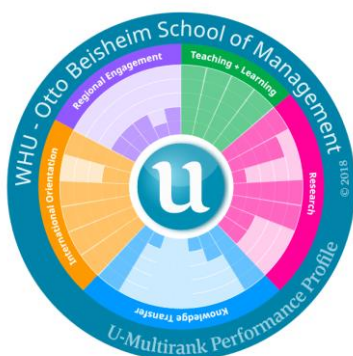 WHU - Otto Beisheim School of Management
Teaching + Learning
Research
Knowledge Transfer
International Orientation
Regional Engagement
u
© 2018
U-Multirank Performance Profile